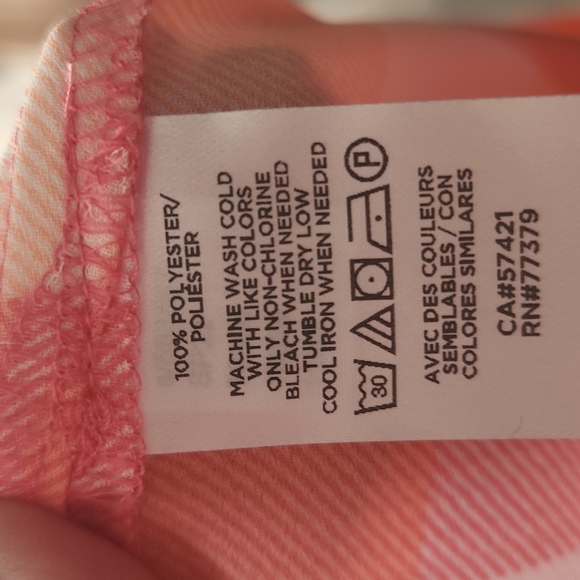 100% POLYESTER/
POLIÉSTER
MACHINE WASH COLD
WITH LIKE COLORS
ONLY NON-CHLORINE
BLEACH WHEN NEEDED
TUMBLE DRY LOW
COOL IRON WHEN NEEDED
30
P
AVEC DES COULEURS
SEMBLABLES / CON
COLORES SIMILARES
CA#57421
RN#77379